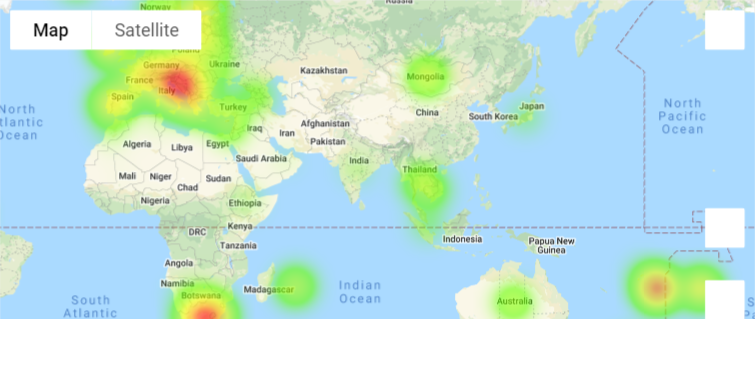 Russia
Norway
Map
Satellite
Poland
Germany
Ukraine
France
Italy
Kazakhstan
Mongolia
Spain
Turkey
North
Atlantic
Ocean
China
Japan
South Korea
North
Pacific
Ocean
Afghanistan
Iraq
Iran
Algeria
Libya
Egypt
Pakistan
Saudi Arabia
India
Thailand
Mali
Niger
Chad
Sudan
Nigeria
Ethiopia
Kenya
DRC
Tanzania
Indonesia
Papua New
Guinea
Angola
Namibia
Botswana
Madagascar
Indian
Ocean
Australia
South
Atlantic